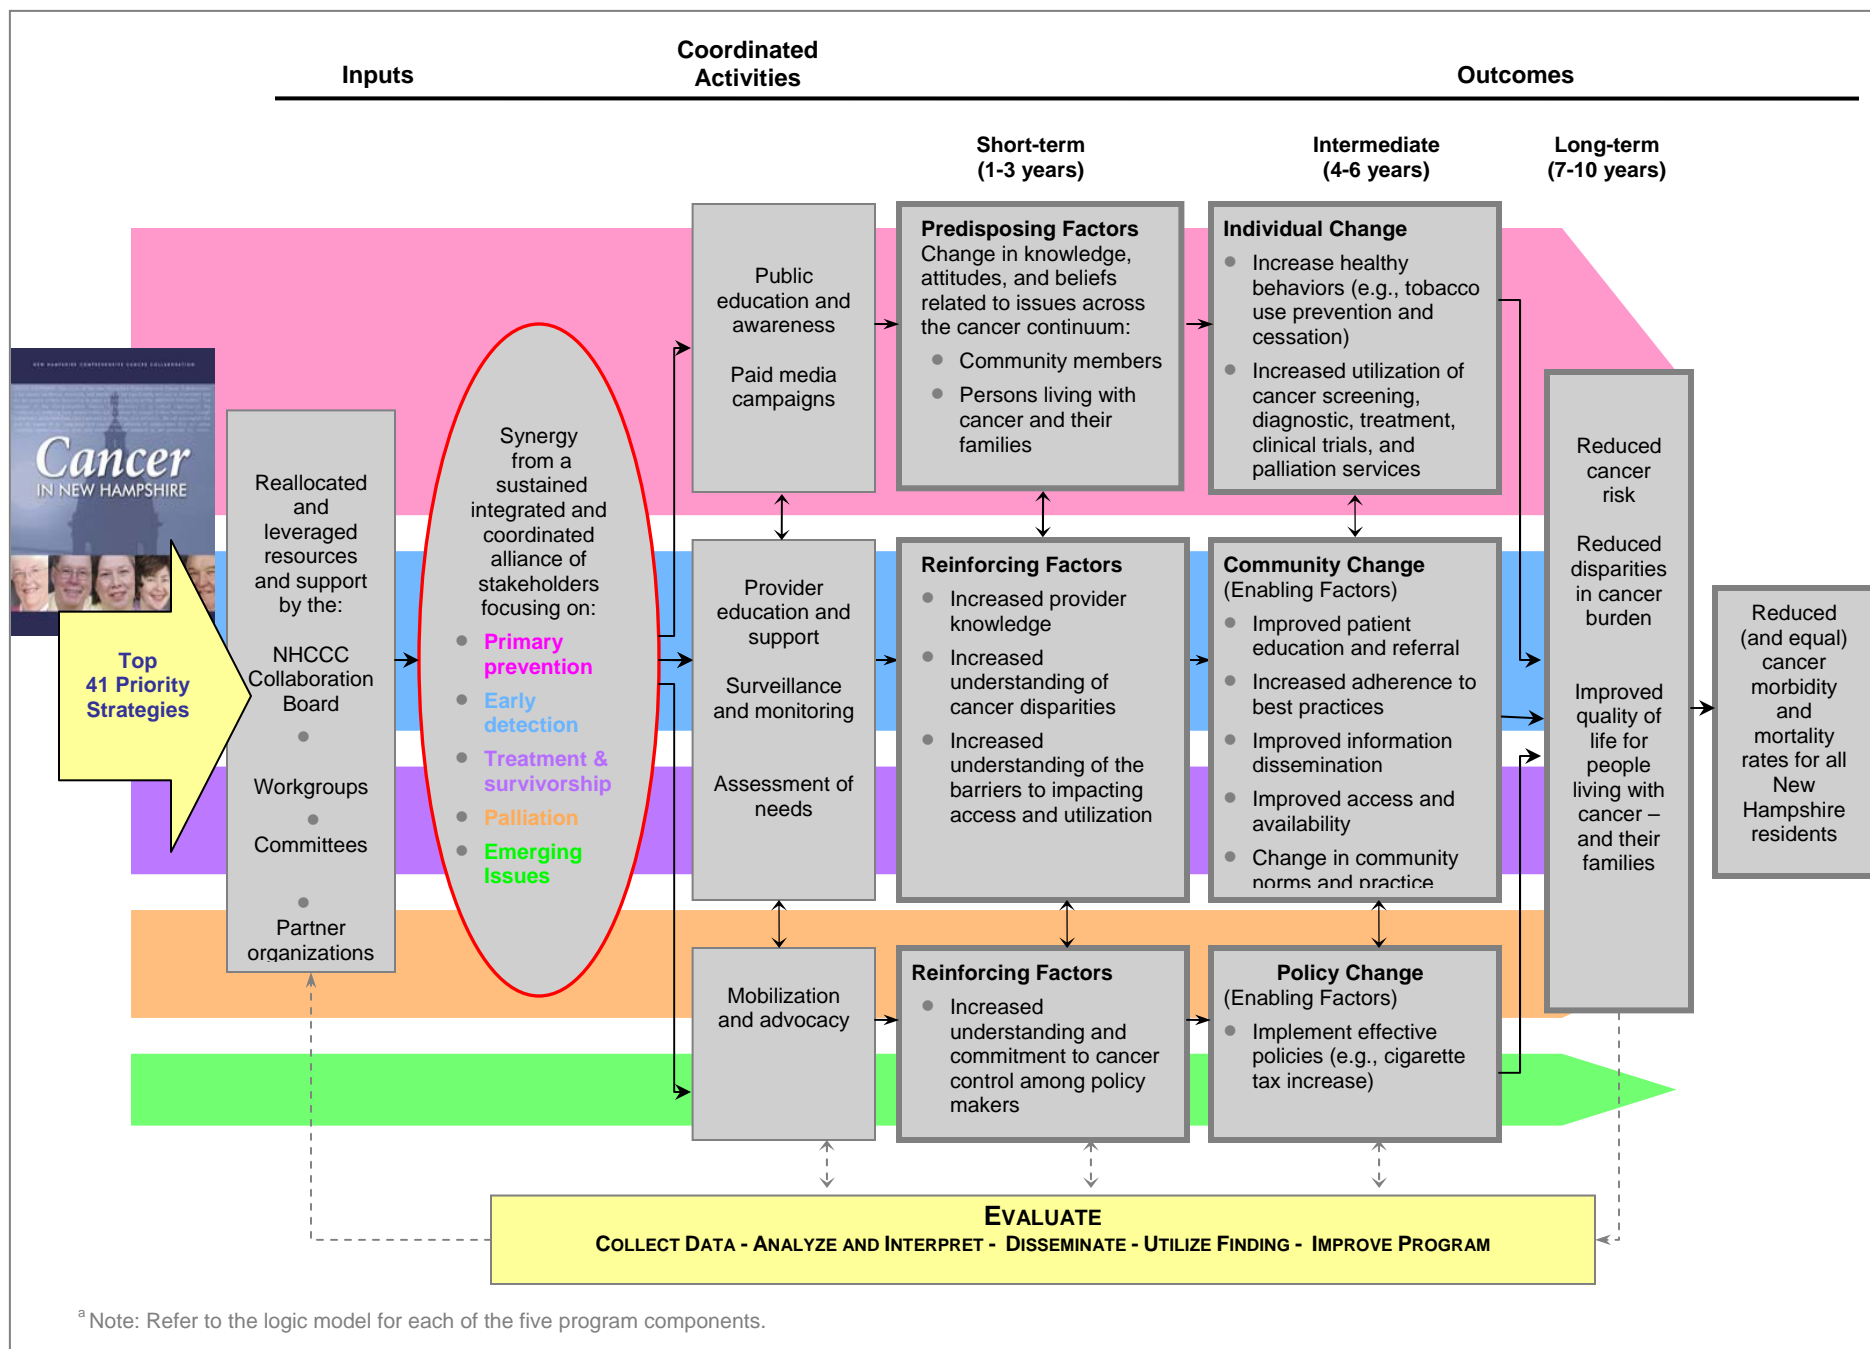 Inputs
Coordinated
Activities
Outcomes
Short-term
(1-3 years)
Intermediate
(4-6 years)
Long-term
(7-10 years)
NEW HAMPSHIRE COMPREHENSIVE CANCER COLLABORATION
Cancer
IN NEW HAMPSHIRE
Top
41 Priority
Strategies
Reallocated
and
leveraged
resources
and support
by the:
NHCCC
Collaboration
Board
Workgroups
Committees
Partner
organizations
Synergy
from a
sustained
integrated and
coordinated
alliance of
stakeholders
focusing on:
Primary
prevention
Early
detection
Treatment &
survivorship
Palliation
Emerging
Issues
Public
education and
awareness
Paid media
campaigns
Provider
education and
support
Surveillance
and monitoring
Assessment of
needs
Mobilization
and advocacy
Predisposing Factors
Change in knowledge,
attitudes, and beliefs
related to issues across
the cancer continuum:
Community members
Persons living with
cancer and their
families
Reinforcing Factors
Increased provider
knowledge
Increased
understanding of
cancer disparities
Increased
understanding of the
barriers to impacting
access and utilization
Reinforcing Factors
Increased
understanding and
commitment to cancer
control among policy
makers
Individual Change
Increase healthy
behaviors (e.g., tobacco
use prevention and
cessation)
Increased utilization of
cancer screening,
diagnostic, treatment,
clinical trials, and
palliation services
Community Change
(Enabling Factors)
Improved patient
education and referral
Increased adherence to
best practices
Improved information
dissemination
Improved access and
availability
Change in community
norms and practice
Policy Change
(Enabling Factors)
Implement effective
policies (e.g., cigarette
tax increase)
Reduced
cancer
risk
Reduced
disparities
in cancer
burden
Improved
quality of
life for
people
living with
cancer –
and their
families
Reduced
(and equal)
cancer
morbidity
and
mortality
rates for all
New
Hampshire
residents
EVALUATE
COLLECT DATA - ANALYZE AND INTERPRET - DISSEMINATE - UTILIZE FINDING - IMPROVE PROGRAM
a Note: Refer to the logic model for each of the five program components.